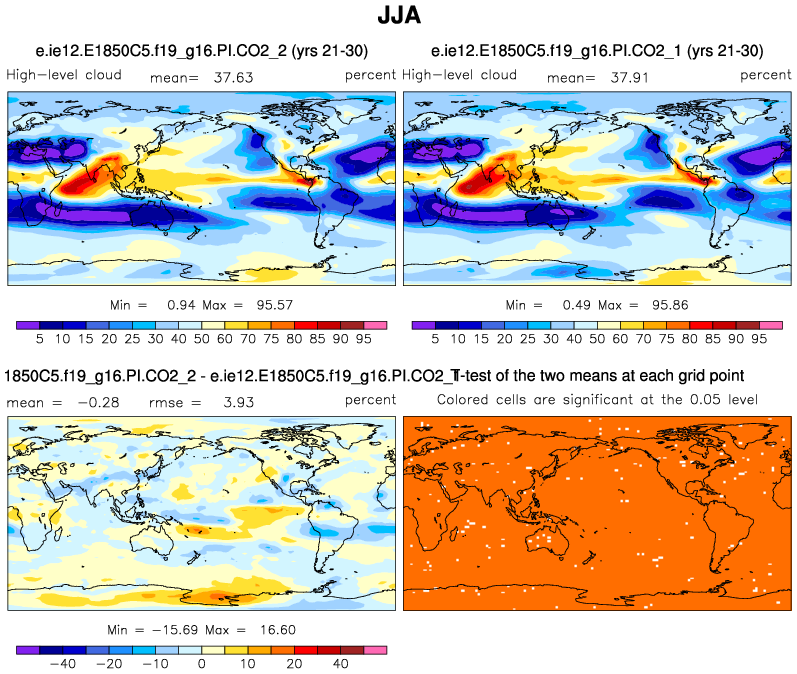 JJA
e.ie12.E1850C5.f19_g16.PI.CO2_2 (yrs 21-30)
High-level cloud mean= 37.63 percent
Min = 0.94 Max = 95.57
5 10 15 20 25 30 40 50 60 70 75 80 85 90 95
e.ie12.E1850C5.f19_g16.PI.CO2_1 (yrs 21-30)
High-level cloud mean= 37.91 percent
Min = 0.49 Max = 95.86
5 10 15 20 25 30 40 50 60 70 75 80 85 90 95
1850C5.f19_g16.PI.CO2_2 - e.ie12.E1850C5.f19_g16.PI.CO2_
mean = -0.28 rmse = 3.93 percent
Min = -15.69 Max = 16.60
-40 -20 -10 0 10 20 40
T-test of the two means at each grid point
Colored cells are significant at the 0.05 level